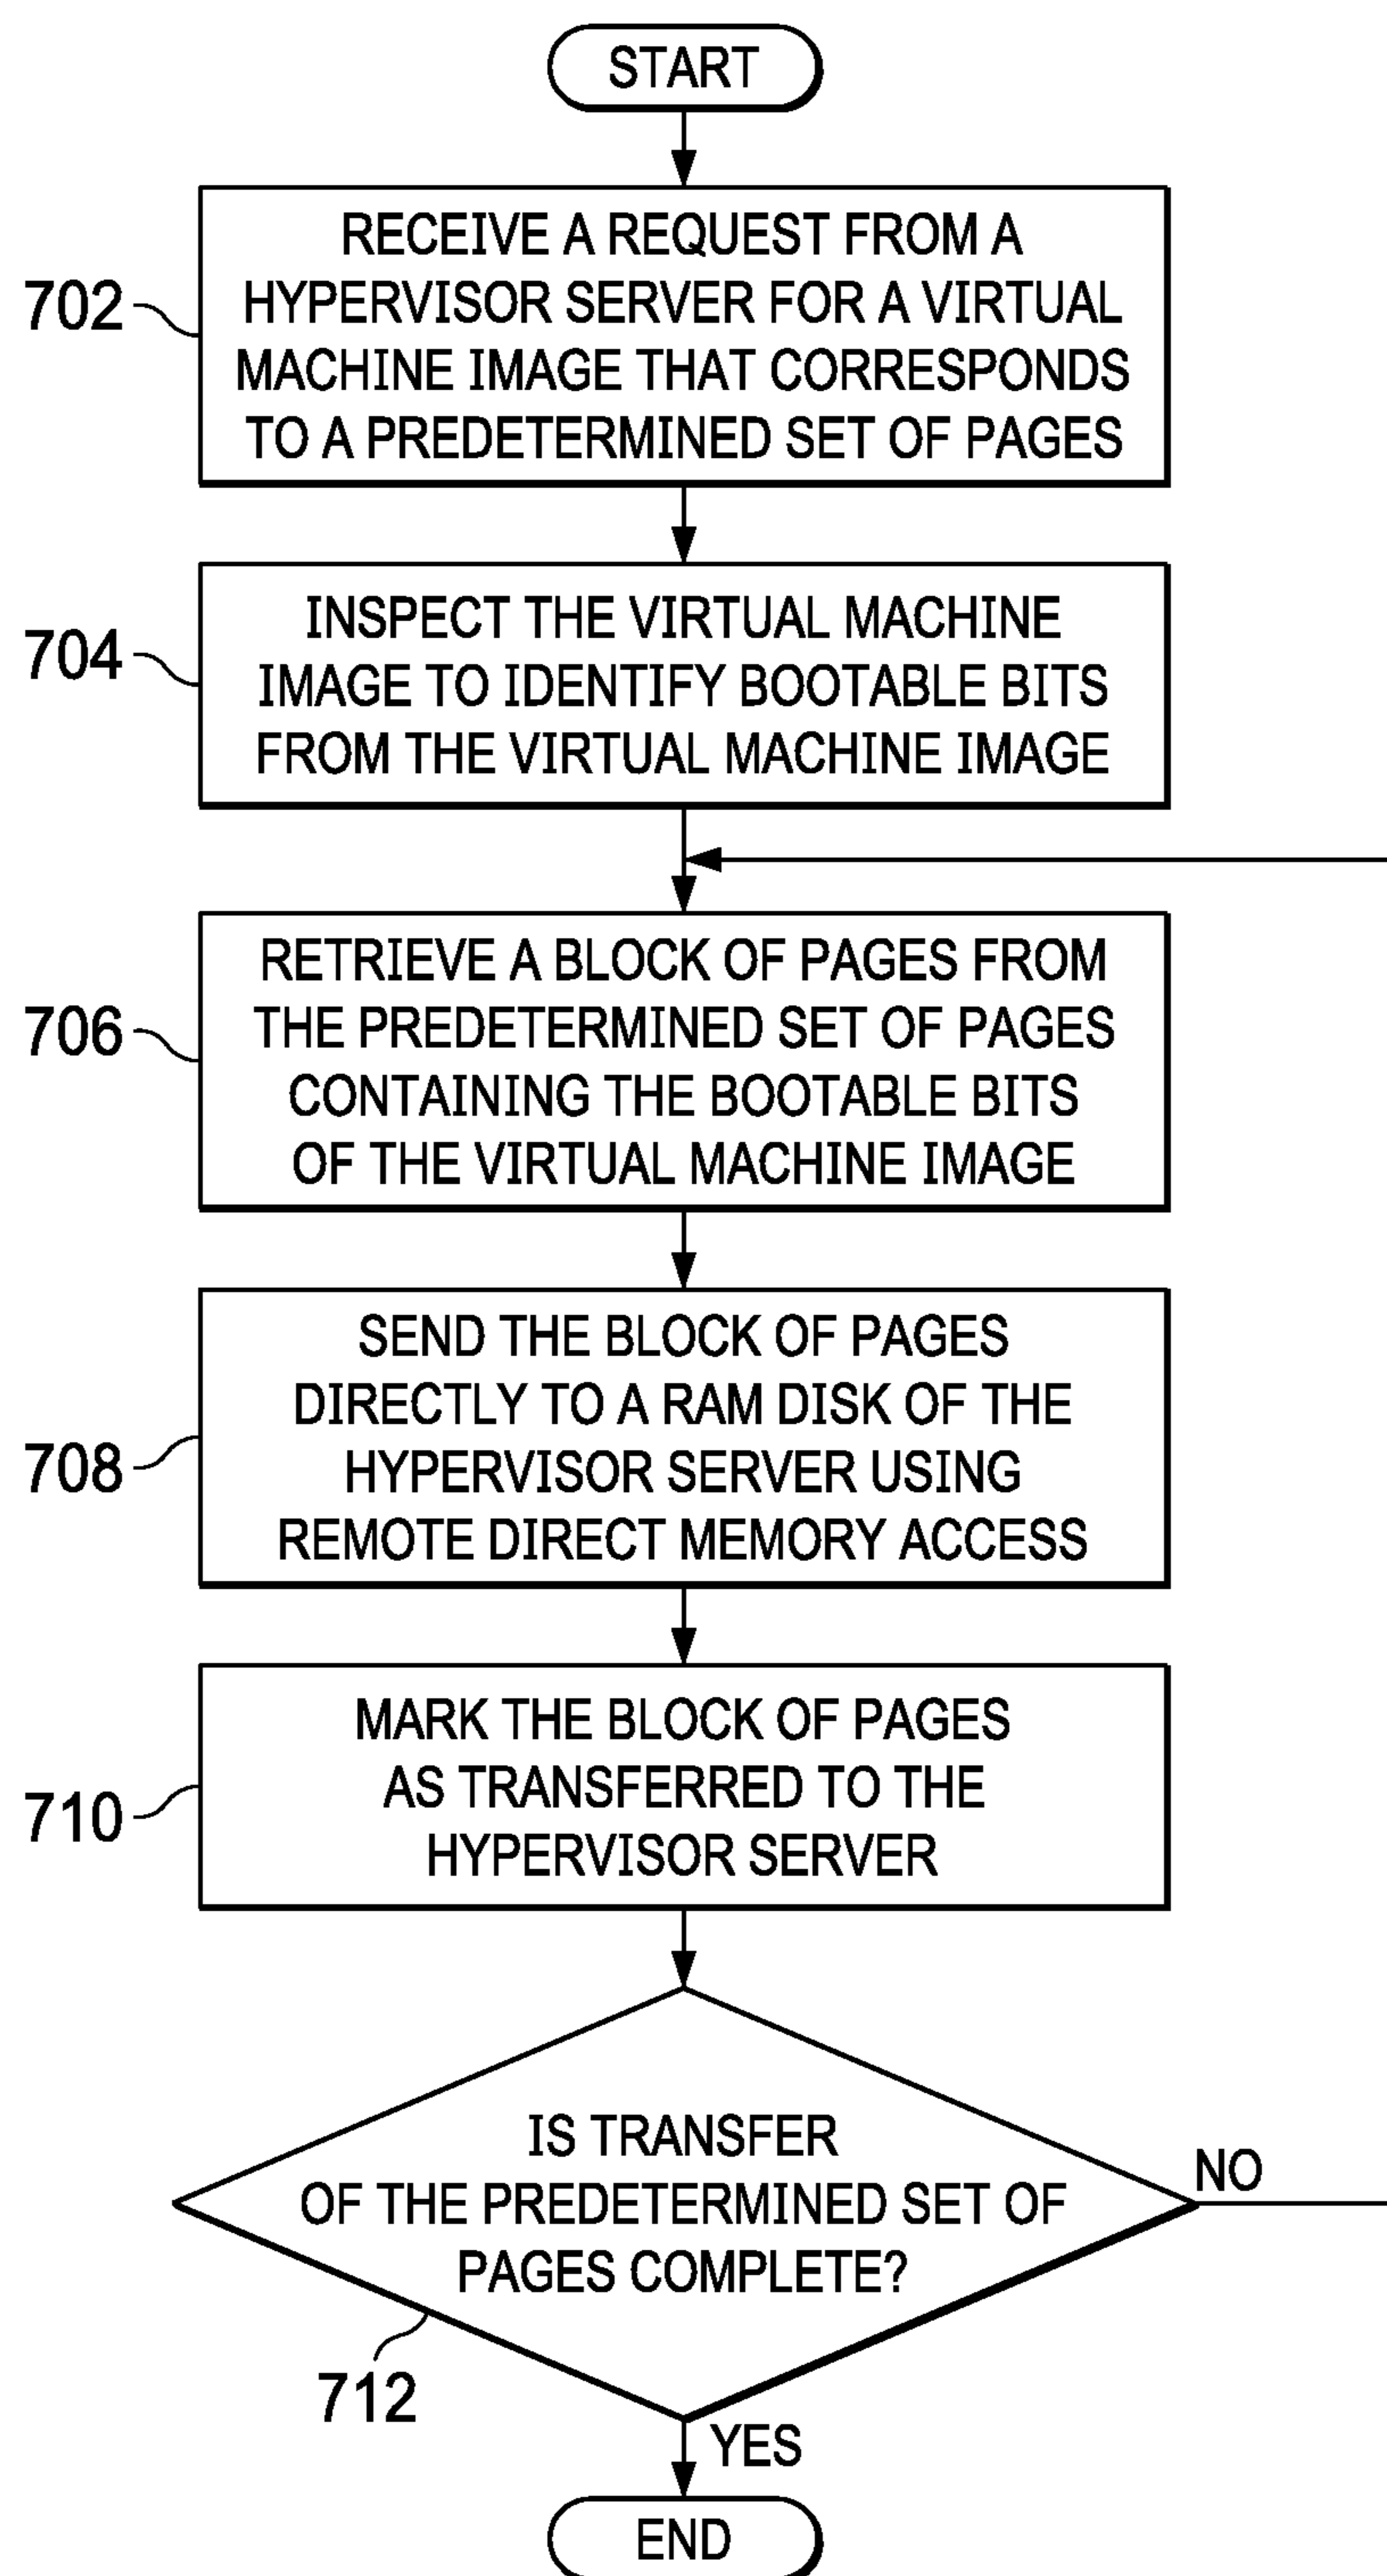 START
702
RECEIVE A REQUEST FROM A
HYPERVISOR SERVER FOR A VIRTUAL
MACHINE IMAGE THAT CORRESPONDS
TO A PREDETERMINED SET OF PAGES
704
INSPECT THE VIRTUAL MACHINE
IMAGE TO IDENTIFY BOOTABLE BITS
FROM THE VIRTUAL MACHINE IMAGE
706
RETRIEVE A BLOCK OF PAGES FROM
THE PREDETERMINED SET OF PAGES
CONTAINING THE BOOTABLE BITS
OF THE VIRTUAL MACHINE IMAGE
708
SEND THE BLOCK OF PAGES
DIRECTLY TO A RAM DISK OF THE
HYPERVISOR SERVER USING
REMOTE DIRECT MEMORY ACCESS
710
MARK THE BLOCK OF PAGES
AS TRANSFERRED TO THE
HYPERVISOR SERVER
IS TRANSFER
OF THE PREDETERMINED SET OF
PAGES COMPLETE?
NO
712
YES
END